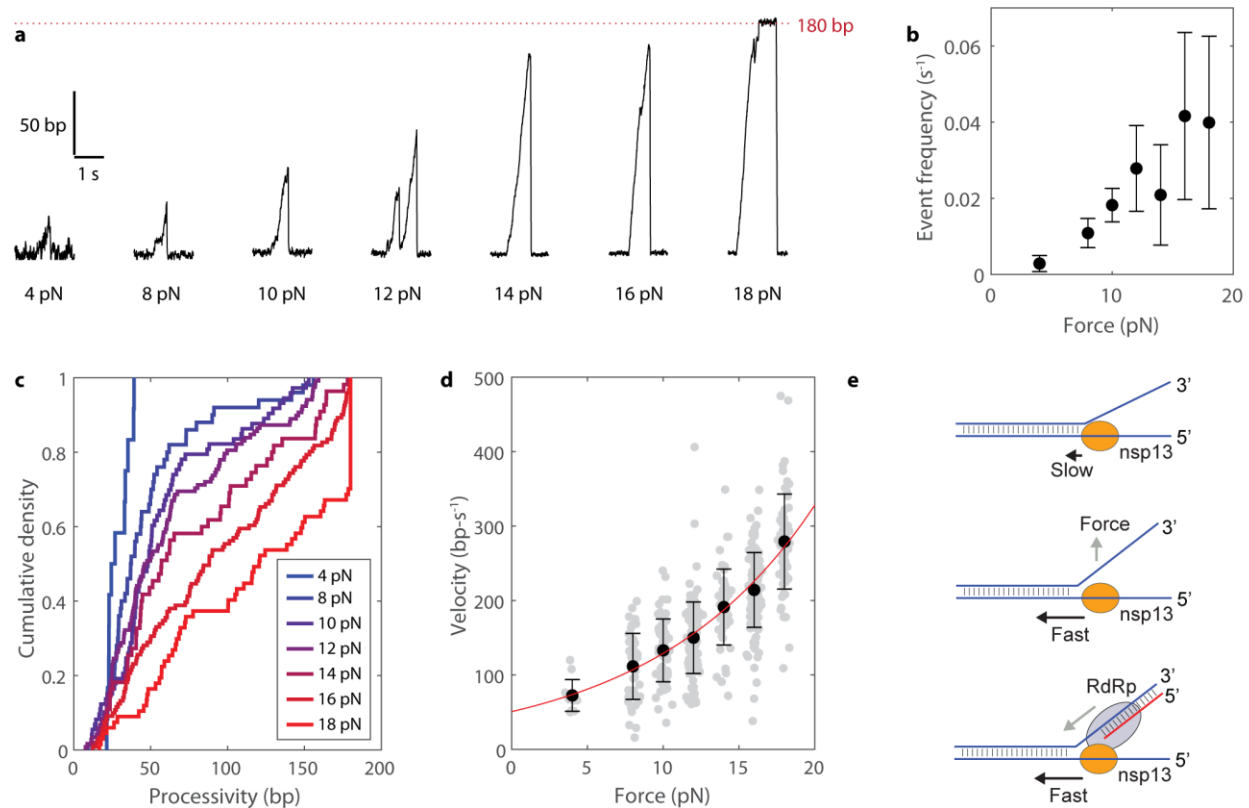 a
180 bp
50 bp
1 s
4 pN
8 pN
10 pN
12 pN
14 pN
16 pN
18 pN
b
Event frequency (s⁻¹)
0.06
0.04
0.02
0
0
10
20
Force (pN)
c
Cumulative density
1
0.8
0.6
0.4
0.2
0
0
50
100
150
200
Processivity (bp)
4 pN
8 pN
10 pN
12 pN
14 pN
16 pN
18 pN
d
Velocity (bp-s⁻¹)
500
400
300
200
100
0
0
5
10
15
20
Force (pN)
e
3’
5’
nsp13
Slow
Force
3’
5’
nsp13
Fast
RdRp
3’
5’
5’
nsp13
Fast